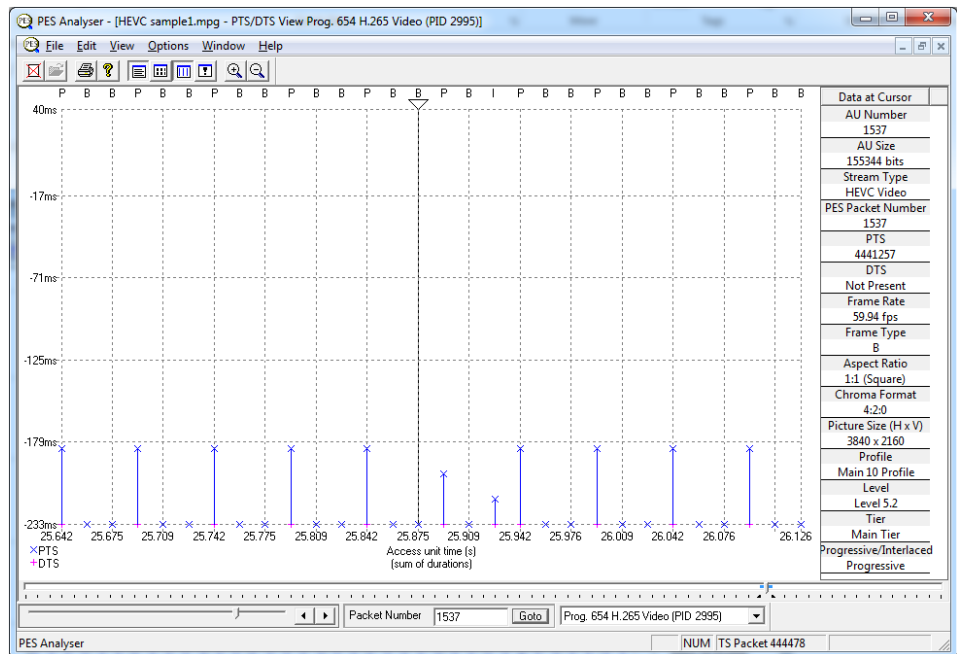 PES Analyser - [HEVC sample1.mpg - PTS/DTS View Prog. 654 H.265 Video (PID 2995)]
File Edit View Options Window Help
P B B P B B P B B P B B P B B P B I P B B P B B P B B P B B
Data at Cursor
AU Number
1537
AU Size
155344 bits
Stream Type
HEVC Video
PES Packet Number
1537
PTS
4441257
DTS
Not Present
Frame Rate
59.94 fps
Frame Type
B
Aspect Ratio
1:1 (Square)
Chroma Format
4:2:0
Picture Size (H x V)
3840 x 2160
Profile
Main 10 Profile
Level
Level 5.2
Tier
Main Tier
Progressive/Interlaced
Progressive
40ms
-17ms
-71ms
-125ms
-179ms
-233ms
25.642 25.675 25.709 25.742 25.775 25.809 25.842 25.875 25.909 25.942 25.976 26.009 26.042 26.076 26.126
PTS
DTS
Access unit time (s)
(sum of durations)
Packet Number 1537 Goto Prog. 654 H.265 Video (PID 2995)
PES Analyser NUM TS Packet 444478